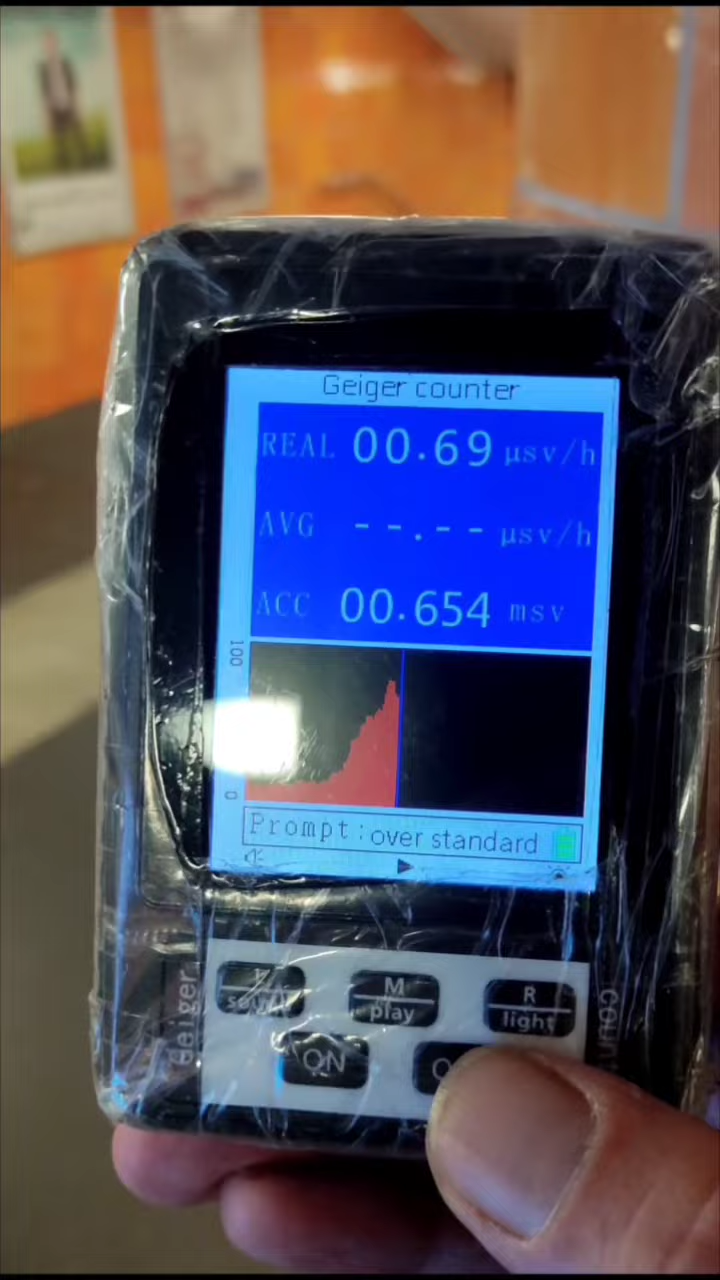 Geiger counter
REAL 00.69 μsv/h
AVG --.-- μsv/h
ACC 00.654 msv
100
0
Prompt:over standard
M
play
R
light
ON
Geiger